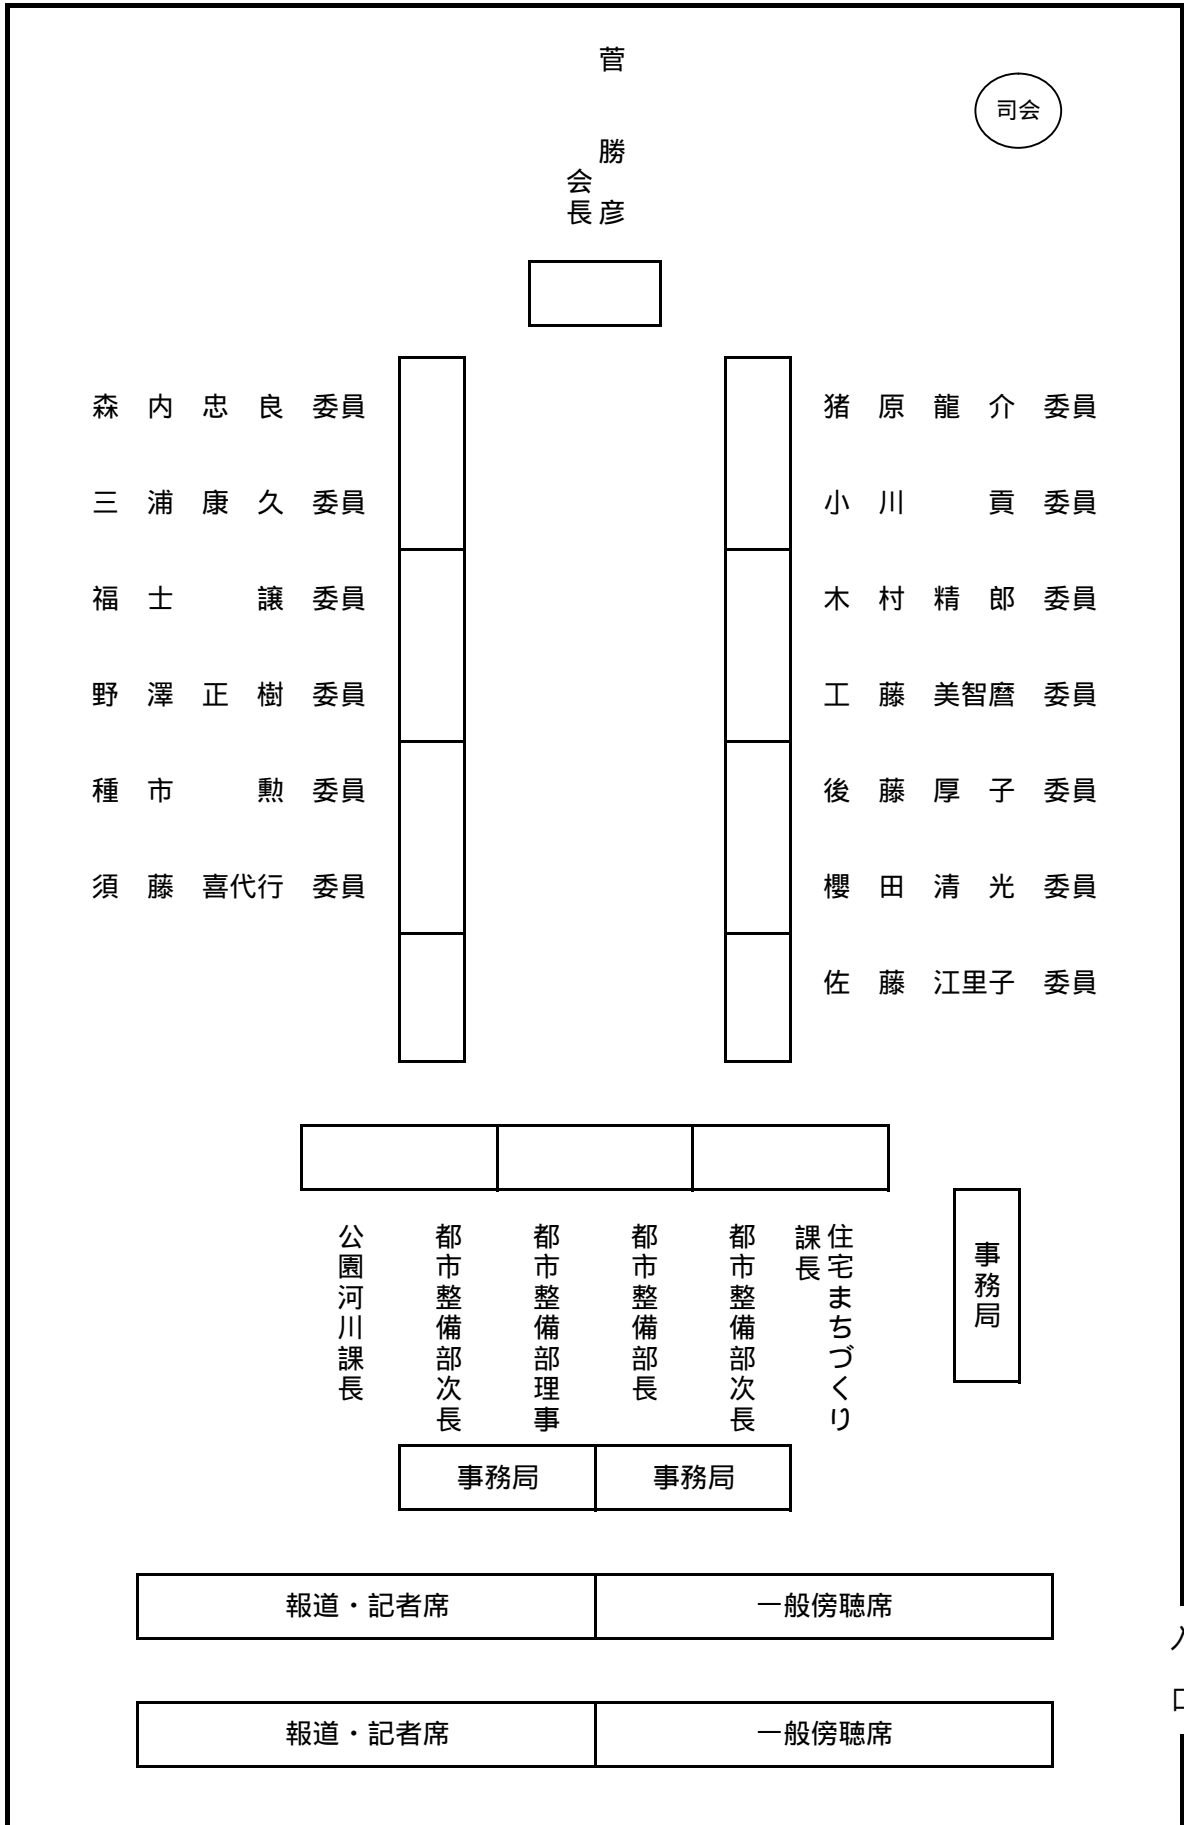 菅 勝彦
会長
司会
森 内 忠 良 委員
猪 原 龍 介 委員
三 浦 康 久 委員
小 川 貢 委員
福 士 譲 委員
木 村 精 郎 委員
野 澤 正 樹 委員
工 藤 美智麿 委員
種 市 勲 委員
後 藤 厚 子 委員
須 藤 喜代行 委員
櫻 田 清 光 委員
佐 藤 江里子 委員
公園河川課長
都市整備部次長
都市整備部理事
都市整備部長
都市整備部次長
住宅まちづくり
課長
事務局
事務局
事務局
報道・記者席
一般傍聴席
報道・記者席
一般傍聴席